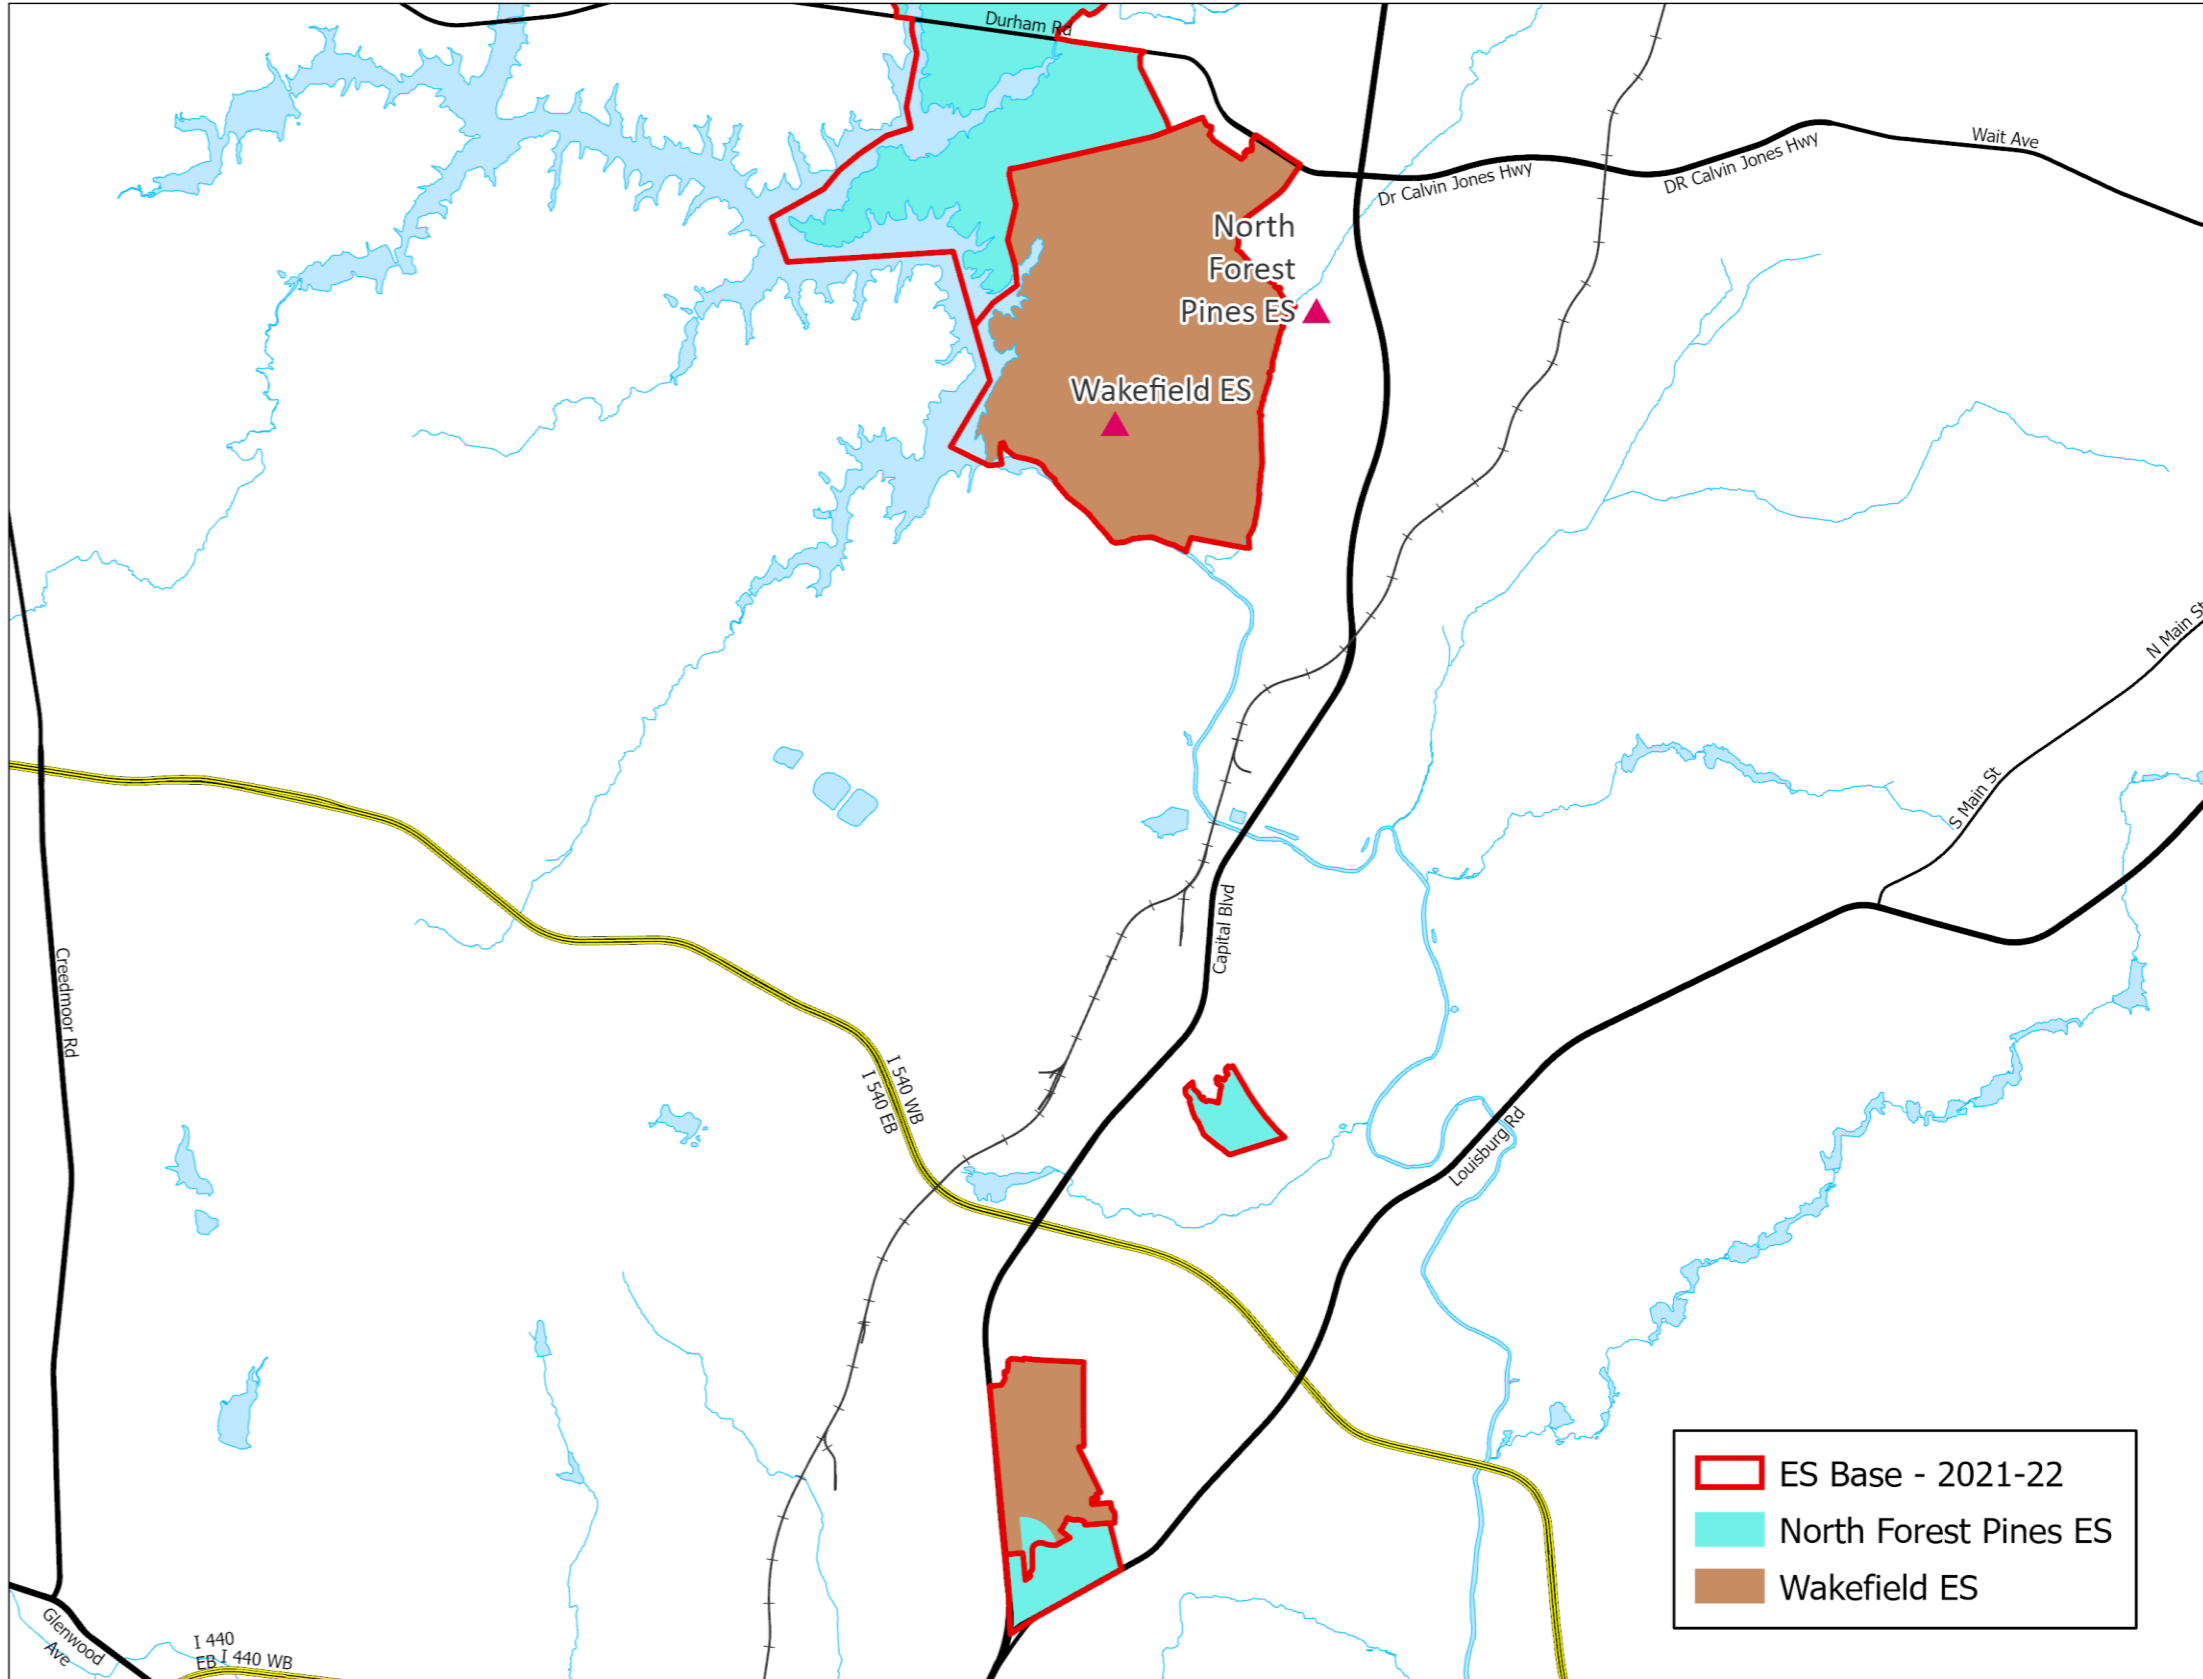 Durham Rd
Wait Ave
DR Calvin Jones Hwy
Dr Calvin Jones Hwy
North
Forest
Pines ES
Wakefield ES
N Main St
S Main St
Capital Blvd
Creedmoor Rd
I 540 WB
I 540 EB
Louisburg Rd
ES Base - 2021-22
North Forest Pines ES
Wakefield ES
Glenwood
Ave
I 440
EB I 440 WB